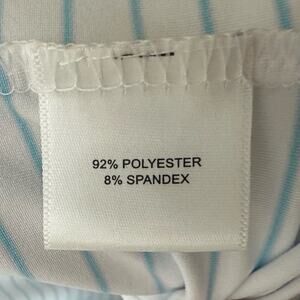 92% POLYESTER
8% SPANDEX